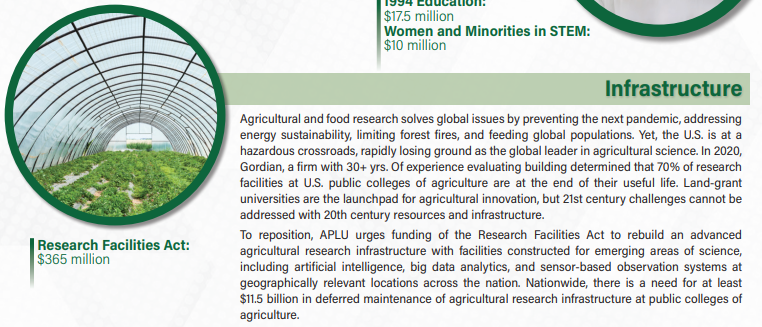 1994 Education:
$17.5 million
Women and Minorities in STEM:
$10 million
Infrastructure
Agricultural and food research solves global issues by preventing the next pandemic, addressing
energy sustainability, limiting forest fires, and feeding global populations. Yet, the U.S. is at a
hazardous crossroads, rapidly losing ground as the global leader in agricultural science. In 2020,
Gordian, a firm with 30+ yrs. Of experience evaluating building determined that 70% of research
facilities at U.S. public colleges of agriculture are at the end of their useful life. Land-grant
universities are the launchpad for agricultural innovation, but 21st century challenges cannot be
addressed with 20th century resources and infrastructure.
To reposition, APLU urges funding of the Research Facilities Act to rebuild an advanced
agricultural research infrastructure with facilities constructed for emerging areas of science,
including artificial intelligence, big data analytics, and sensor-based observation systems at
geographically relevant locations across the nation. Nationwide, there is a need for at least
$11.5 billion in deferred maintenance of agricultural research infrastructure at public colleges of
agriculture.
Research Facilities Act:
$365 million